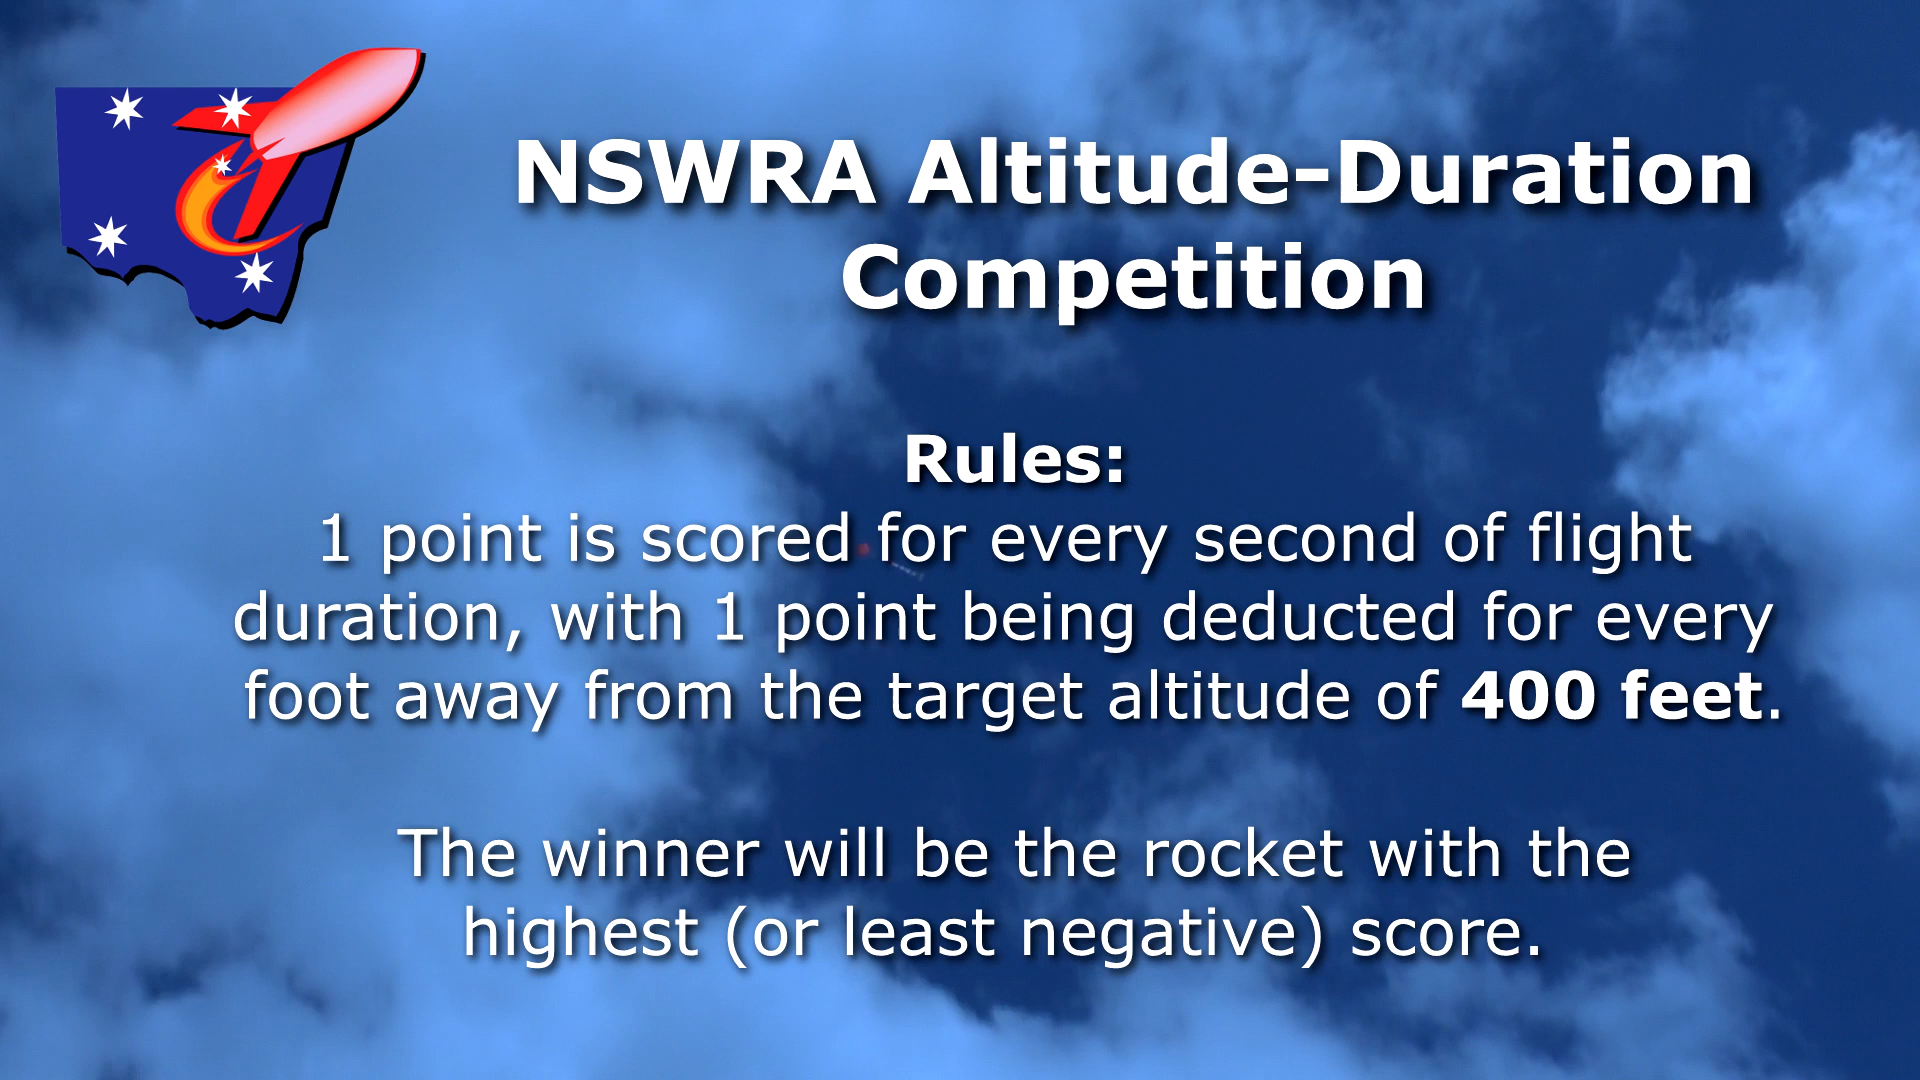 NSWRA Altitude-Duration
Competition
Rules:
1 point is scored for every second of flight
duration, with 1 point being deducted for every
foot away from the target altitude of 400 feet.
The winner will be the rocket with the
highest (or least negative) score.